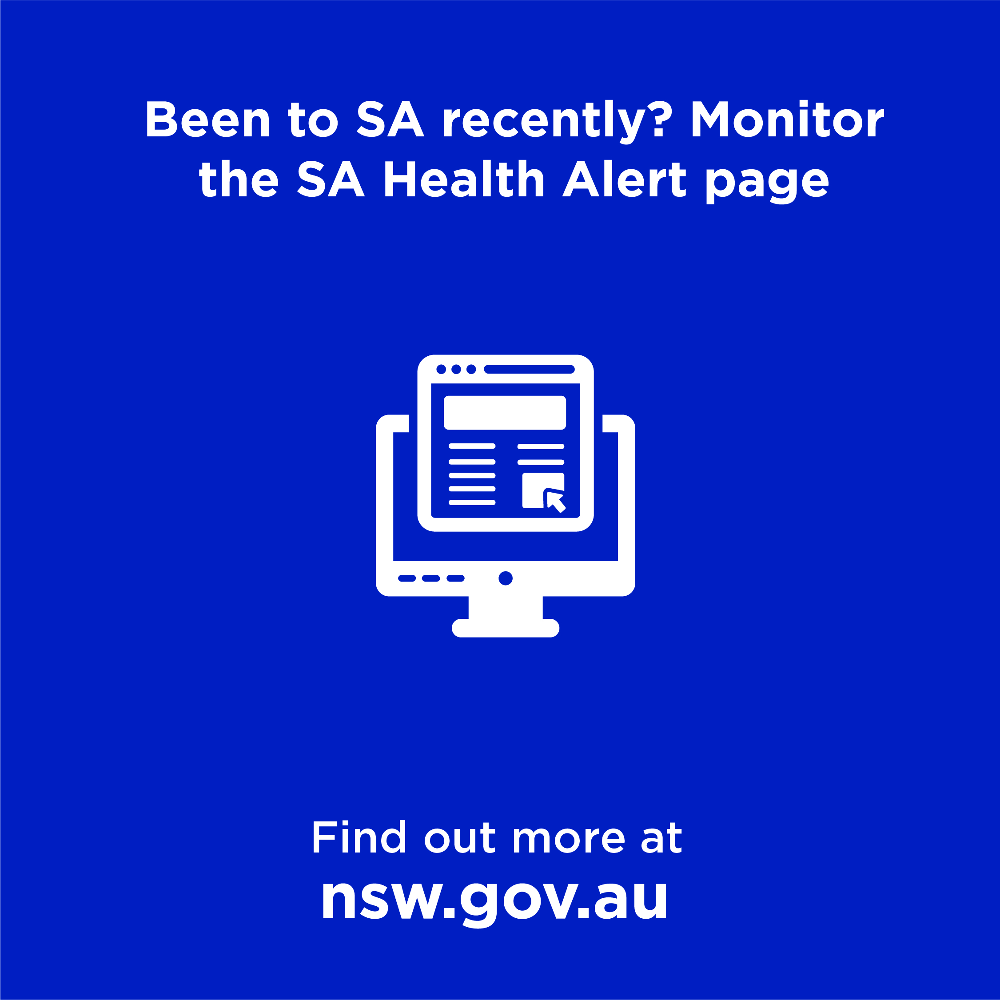 Been to SA recently? Monitor
the SA Health Alert page
Find out more at
nsw.gov.au